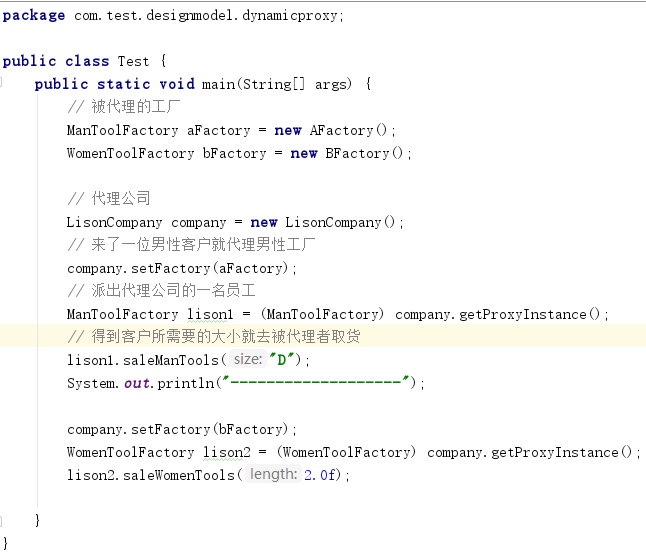 package com.test.designmodel.dynamicproxy;
public class Test {
public static void main(String[] args) {
// 被代理的工厂
ManToolFactory aFactory = new AFactory();
WomenToolFactory bFactory = new BFactory();
// 代理公司
LisonCompany company = new LisonCompany();
// 来了一位男性客户就代理男性工厂
company.setFactory(aFactory);
// 派出代理公司的一名员工
ManToolFactory lison1 = (ManToolFactory) company.getProxyInstance();
// 得到客户所需要的大小就去被代理者取货
lison1.saleManTools( size: "D");
System.out.println("-------------------");
company.setFactory(bFactory);
WomenToolFactory lison2 = (WomenToolFactory) company.getProxyInstance();
lison2.saleWomenTools( length: 2.0f);
}
}